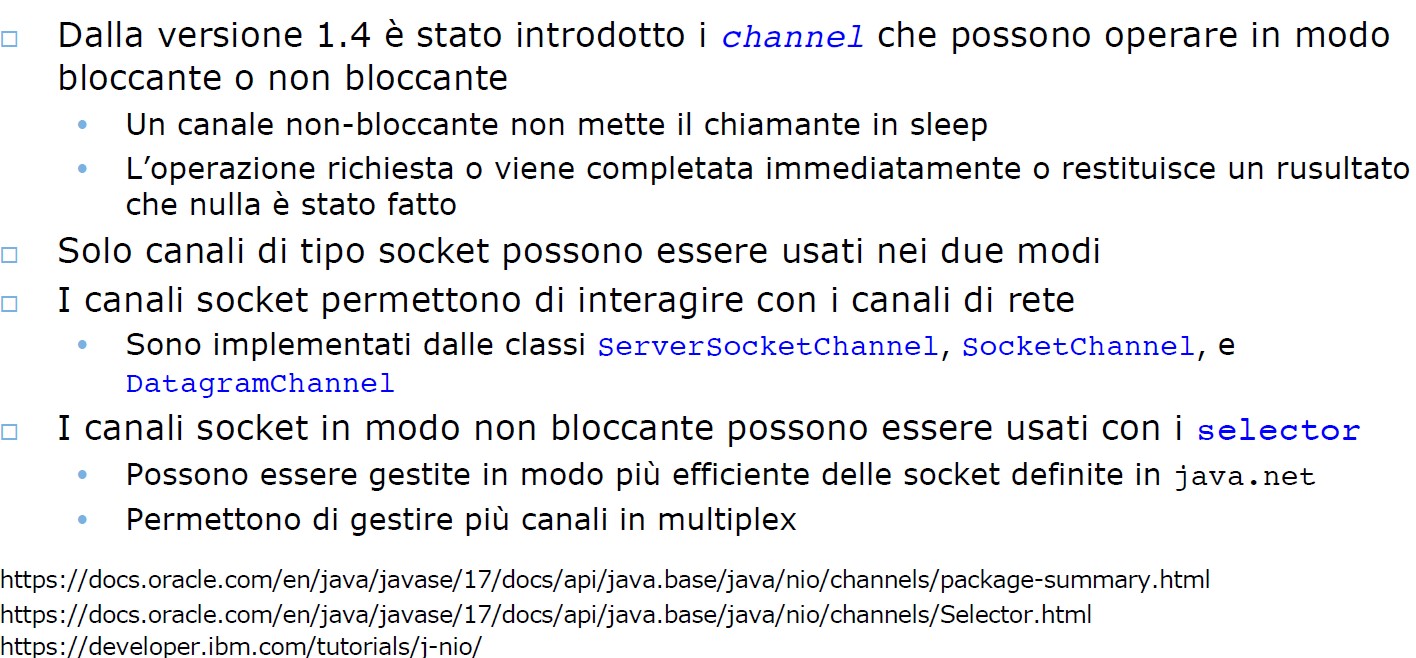 Dalla versione 1.4 è stato introdotto i channel che possono operare in modo
bloccante o non bloccante
Un canale non-bloccante non mette il chiamante in sleep
L’operazione richiesta o viene completata immediatamente o restituisce un rusultato
che nulla è stato fatto
Solo canali di tipo socket possono essere usati nei due modi
I canali socket permettono di interagire con i canali di rete
Sono implementati dalle classi ServerSocketChannel, SocketChannel, e
DatagramChannel
I canali socket in modo non bloccante possono essere usati con i selector
Possono essere gestite in modo più efficiente delle socket definite in java.net
Permettono di gestire più canali in multiplex
https://docs.oracle.com/en/java/javase/17/docs/api/java.base/java/nio/channels/package-summary.html
https://docs.oracle.com/en/java/javase/17/docs/api/java.base/java/nio/channels/Selector.html
https://developer.ibm.com/tutorials/j-nio/